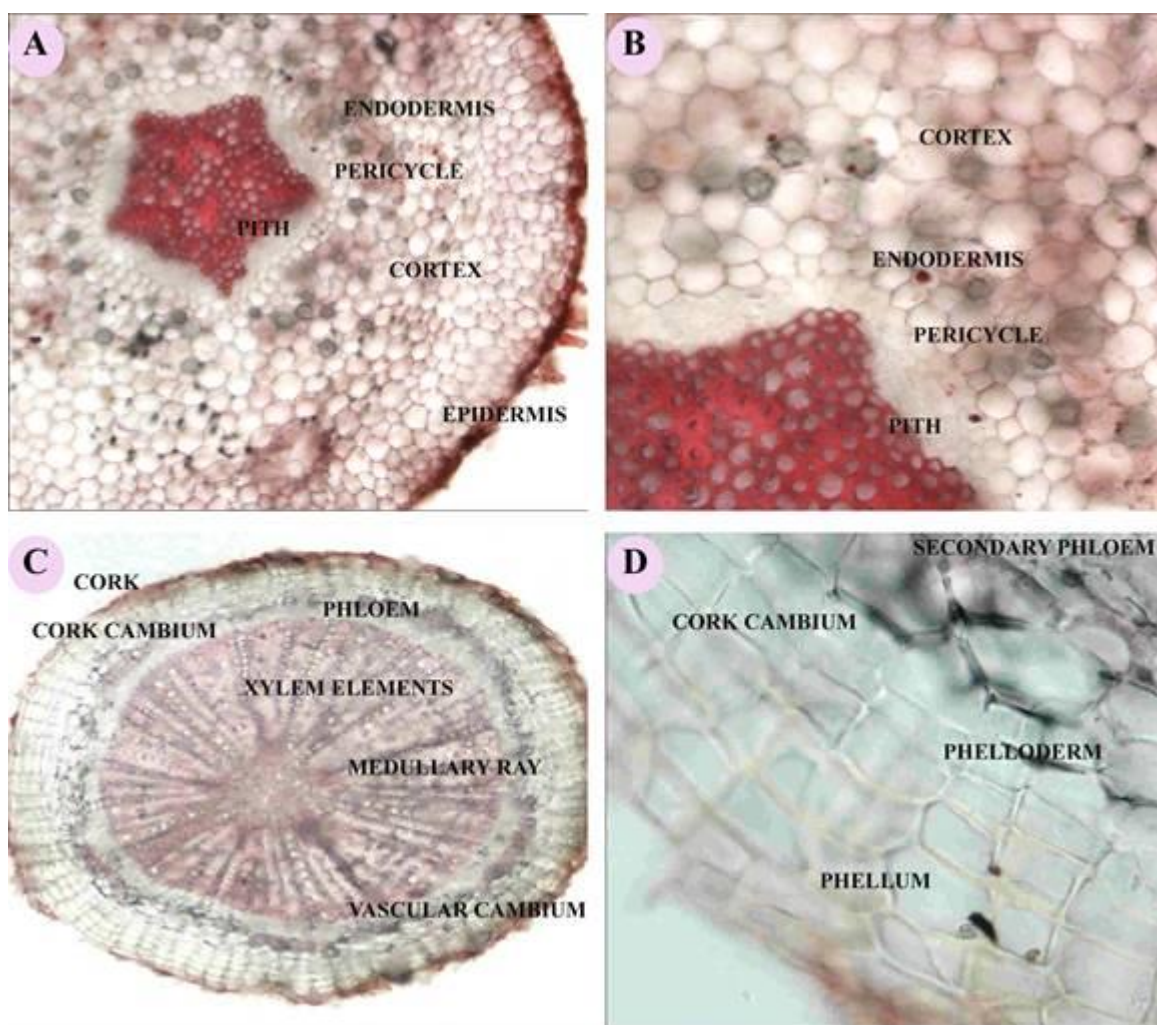 A
ENDODERMIS
PERICYCLE
PITH
CORTEX
EPIDERMIS
B
CORTEX
ENDODERMIS
PERICYCLE
PITH
C
CORK
PHLOEM
CORK CAMBIUM
XYLEM ELEMENTS
MEDULLARY RAY
VASCULAR CAMBIUM
D
SECONDARY PHLOEM
CORK CAMBIUM
PHELLODERM
PHELLUM